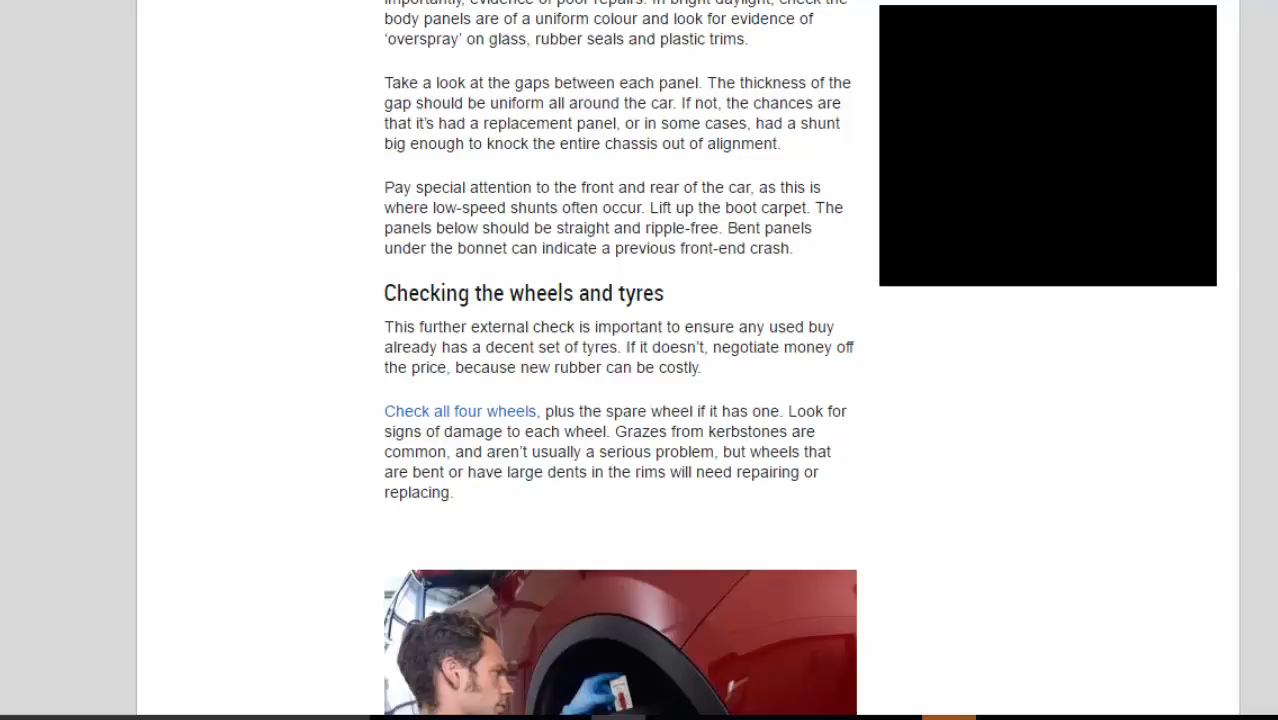 importantly, evidence of poor repairs. In bright daylight, check the
body panels are of a uniform colour and look for evidence of
‘overspray’ on glass, rubber seals and plastic trims.
Take a look at the gaps between each panel. The thickness of the
gap should be uniform all around the car. If not, the chances are
that it’s had a replacement panel, or in some cases, had a shunt
big enough to knock the entire chassis out of alignment.
Pay special attention to the front and rear of the car, as this is
where low-speed shunts often occur. Lift up the boot carpet. The
panels below should be straight and ripple-free. Bent panels
under the bonnet can indicate a previous front-end crash.
Checking the wheels and tyres
This further external check is important to ensure any used buy
already has a decent set of tyres. If it doesn’t, negotiate money off
the price, because new rubber can be costly.
Check all four wheels, plus the spare wheel if it has one. Look for
signs of damage to each wheel. Grazes from kerbstones are
common, and aren’t usually a serious problem, but wheels that
are bent or have large dents in the rims will need repairing or
replacing.